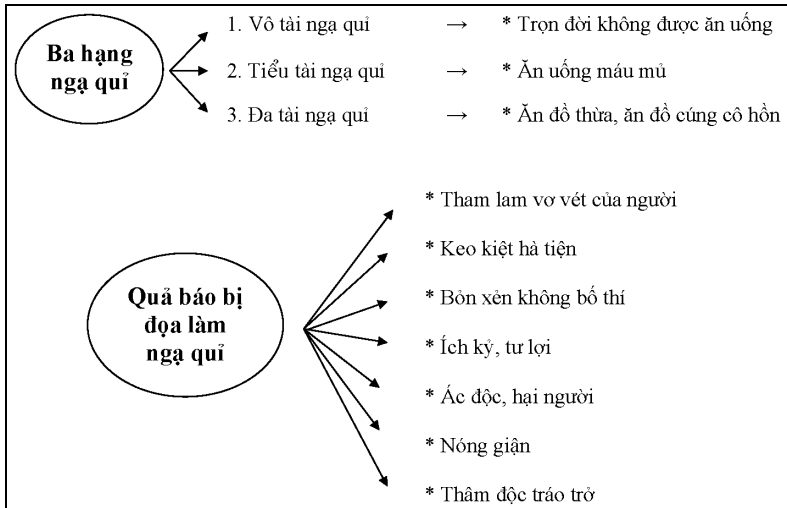 Ba hạng
ngạ quỉ
1. Vô tài ngạ quỉ → * Trọn đời không được ăn uống
2. Tiểu tài ngạ quỉ → * Ăn uống máu mủ
3. Đa tài ngạ quỉ → * Ăn đồ thừa, ăn đồ cúng cô hồn
Quả báo bị
đọa làm
ngạ quỉ
* Tham lam vơ vét của người
* Keo kiệt hà tiện
* Bỏn xẻn không bố thí
* Ích kỷ, tư lợi
* Ác độc, hại người
* Nóng giận
* Thâm độc tráo trở